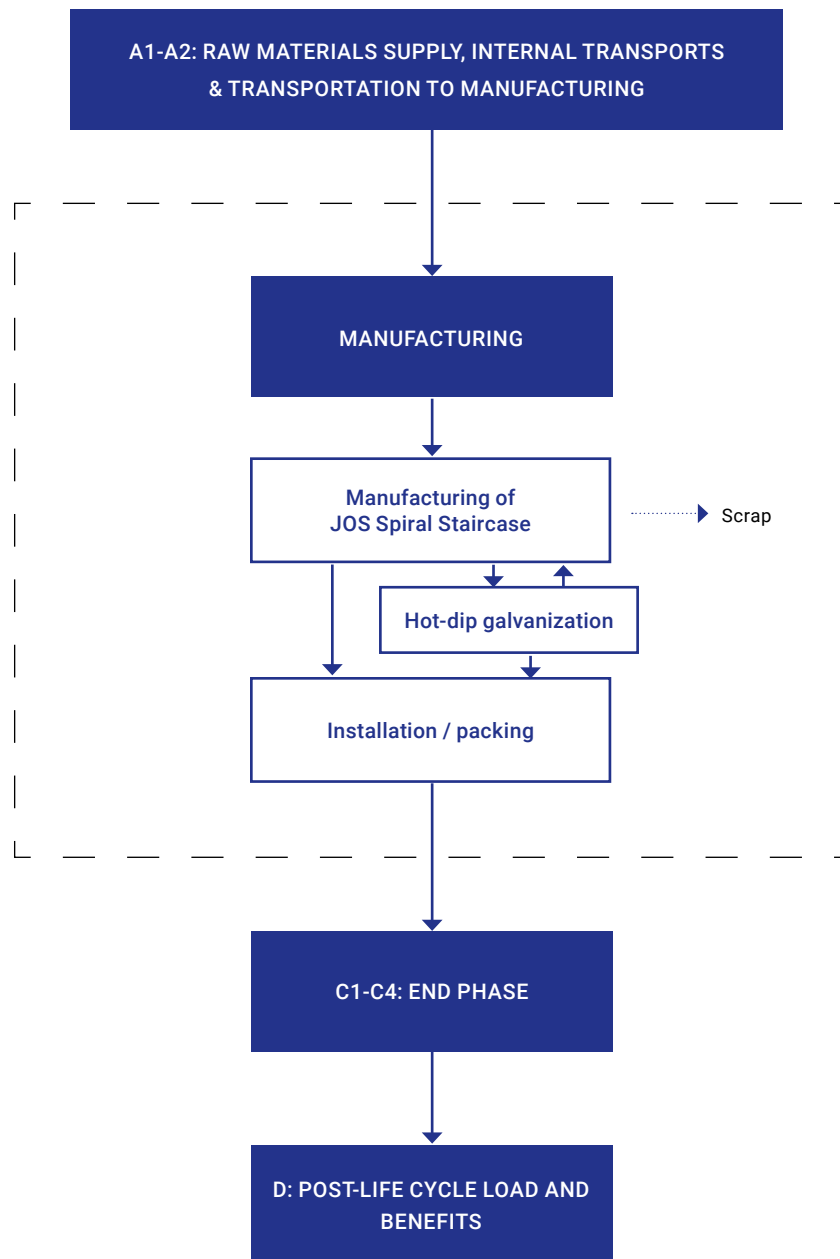 A1-A2: RAW MATERIALS SUPPLY, INTERNAL TRANSPORTS
& TRANSPORTATION TO MANUFACTURING
MANUFACTURING
Manufacturing of
JOS Spiral Staircase
Scrap
Hot-dip galvanization
Installation / packing
C1-C4: END PHASE
D: POST-LIFE CYCLE LOAD AND
BENEFITS